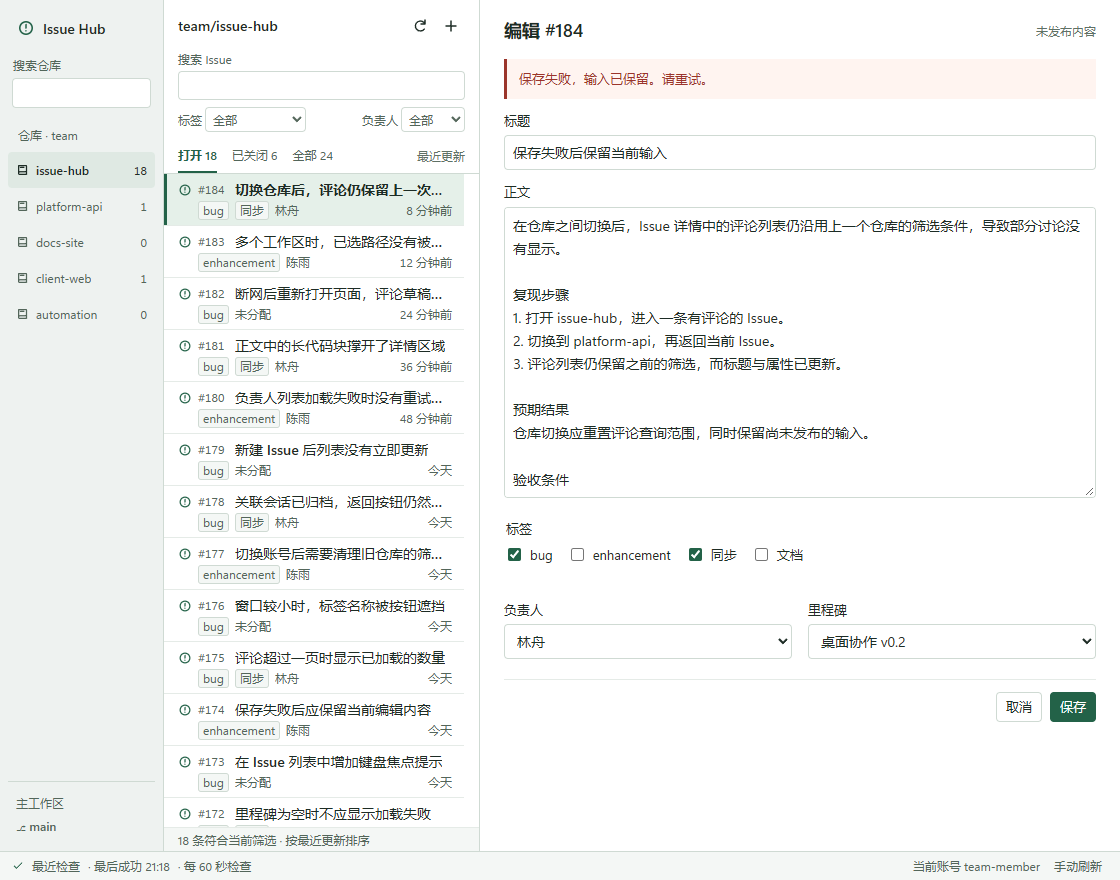 Issue Hub
搜索仓库
仓库 · team
issue-hub 18
platform-api 1
docs-site 0
client-web 1
automation 0
主工作区
main
team/issue-hub
搜索 Issue
标签 全部 负责人 全部
打开 18 已关闭 6 全部 24 最近更新
#184 切换仓库后，评论仍保留上一次...
bug 同步 林舟 8 分钟前
#183 多个工作区时，已选路径没有被...
enhancement 陈雨 12 分钟前
#182 断网后重新打开页面，评论草稿...
bug 未分配 24 分钟前
#181 正文中的长代码块撑开了详情区域
bug 同步 林舟 36 分钟前
#180 负责人列表加载失败时没有重试...
enhancement 陈雨 48 分钟前
#179 新建 Issue 后列表没有立即更新
bug 未分配 今天
#178 关联会话已归档，返回按钮仍然...
bug 同步 林舟 今天
#177 切换账号后需要清理旧仓库的筛...
enhancement 陈雨 今天
#176 窗口较小时，标签名称被按钮遮挡
bug 未分配 今天
#175 评论超过一页时显示已加载的数量
bug 同步 林舟 今天
#174 保存失败后应保留当前编辑内容
enhancement 陈雨 今天
#173 在 Issue 列表中增加键盘焦点提示
bug 未分配 今天
#172 里程碑为空时不应显示加载失败
18 条符合当前筛选 · 按最近更新排序
编辑 #184 未发布内容
保存失败，输入已保留。请重试。
标题
保存失败后保留当前输入
正文
在仓库之间切换后，Issue 详情中的评论列表仍沿用上一个仓库的筛选条件，导致部分讨论没
有显示。
复现步骤
1. 打开 issue-hub，进入一条有评论的 Issue。
2. 切换到 platform-api，再返回当前 Issue。
3. 评论列表仍保留之前的筛选，而标题与属性已更新。
预期结果
仓库切换应重置评论查询范围，同时保留尚未发布的输入。
验收条件
标签
bug enhancement 同步 文档
负责人 里程碑
林舟 桌面协作 v0.2
取消 保存
最近检查 · 最后成功 21:18 · 每 60 秒检查 当前账号 team-member 手动刷新